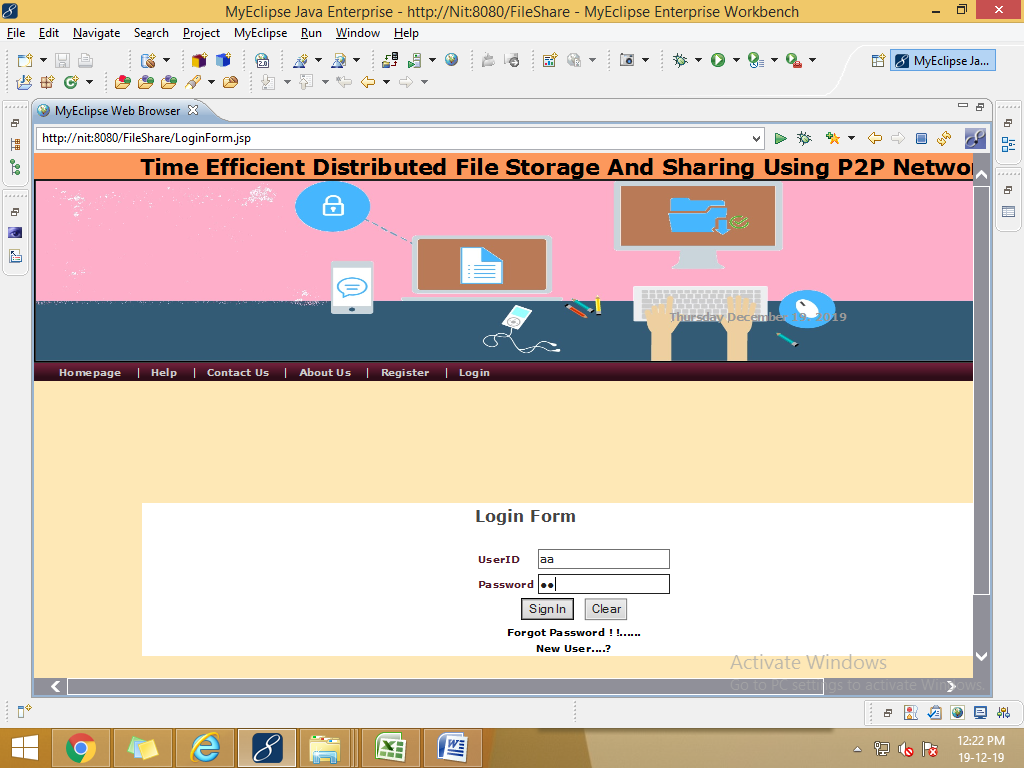 MyEclipse Java Enterprise - http://Nit:8080/FileShare - MyEclipse Enterprise Workbench
File Edit Navigate Search Project MyEclipse Run Window Help
MyEclipse Ja...
MyEclipse Web Browser
http://nit:8080/FileShare/LoginForm.jsp
Time Efficient Distributed File Storage And Sharing Using P2P Netwo
Thursday December 19, 2019
Homepage | Help | Contact Us | About Us | Register | Login
Login Form
UserID aa
Password ●●
Sign In Clear
Forgot Password ! !......
New User....?
Activate Windows
Go to PC settings to activate Windows.
12:22 PM
19-12-19